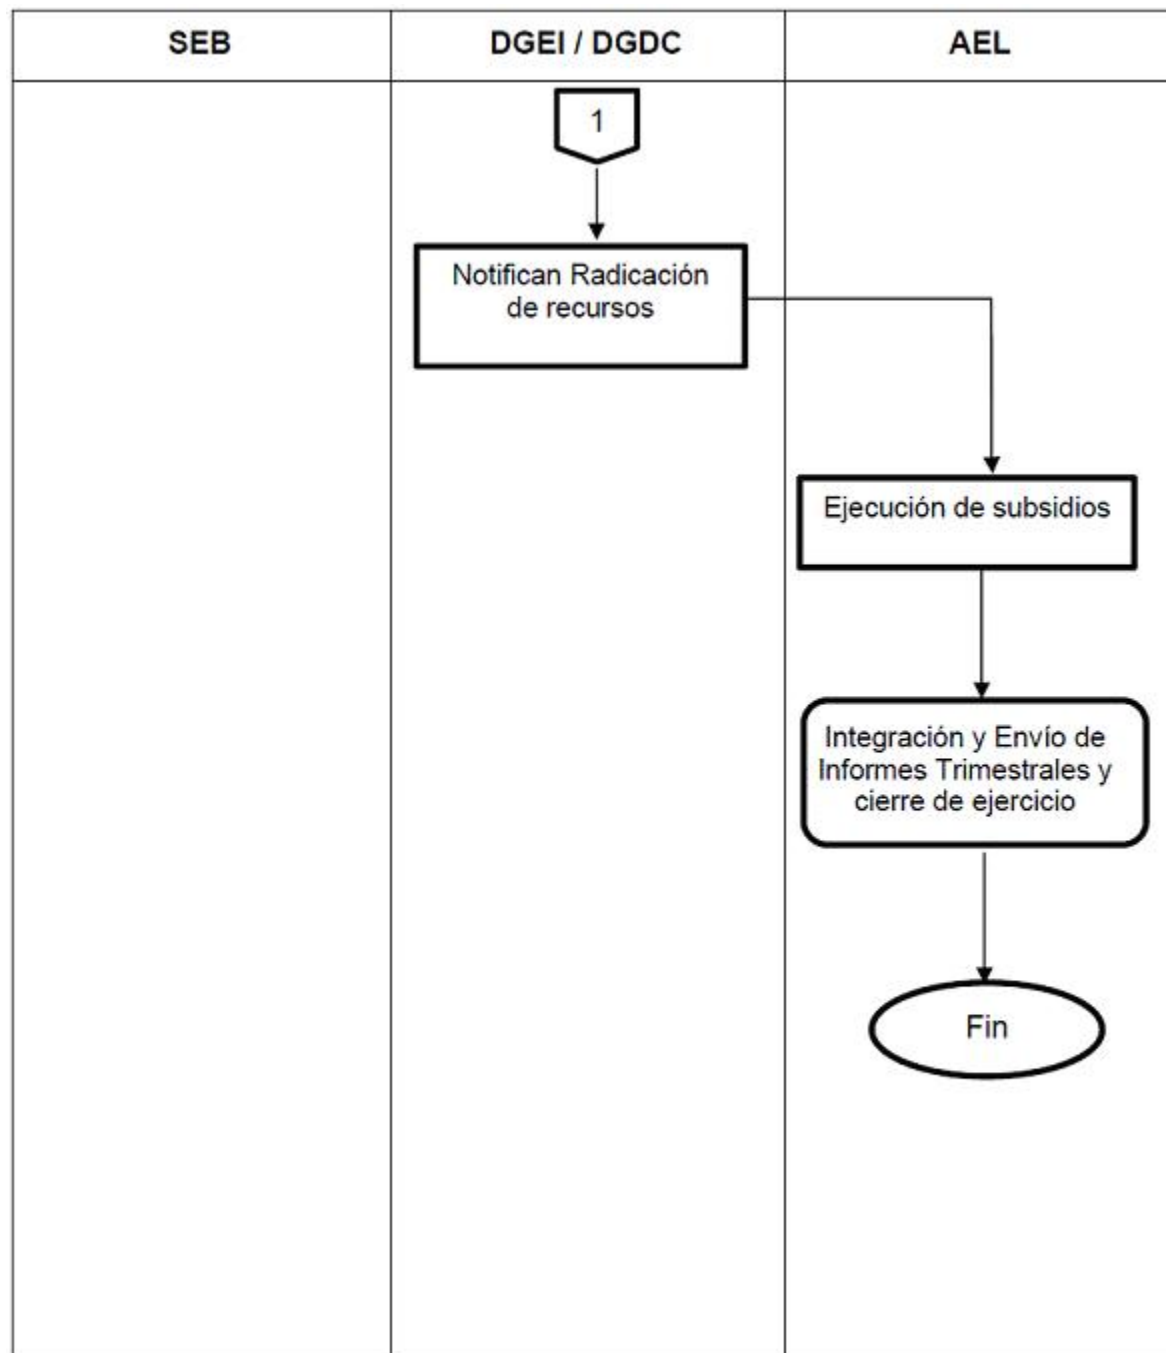 SEB
DGEI / DGDC
AEL
1
Notifican Radicación
de recursos
Ejecución de subsidios
Integración y Envío de
Informes Trimestrales y
cierre de ejercicio
Fin